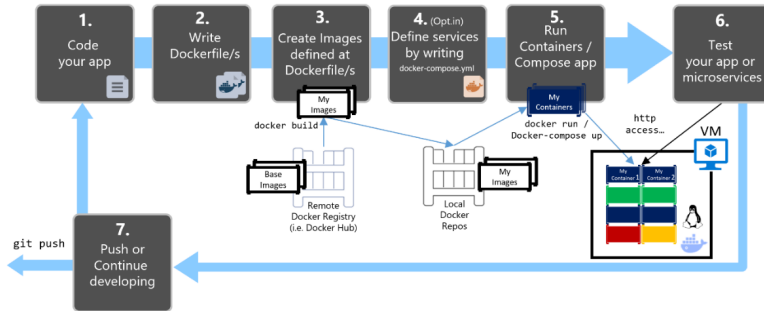 1.
Code
your app
2.
Write
Dockerfile/s
3.
Create Images
defined at
Dockerfile/s
4. (Opt.in)
Define services
by writing
docker-compose.yml
5.
Run
Containers /
Compose app
6.
Test
your app or
microservices
My
Images
docker build
My
Containers
docker run /
Docker-compose up
http
access…
VM
Base
Images
Remote
Docker Registry
(i.e. Docker Hub)
My
Images
Local
Docker
Repos
My
Container 1
My
Container 2
7.
Push or
Continue
developing
git push